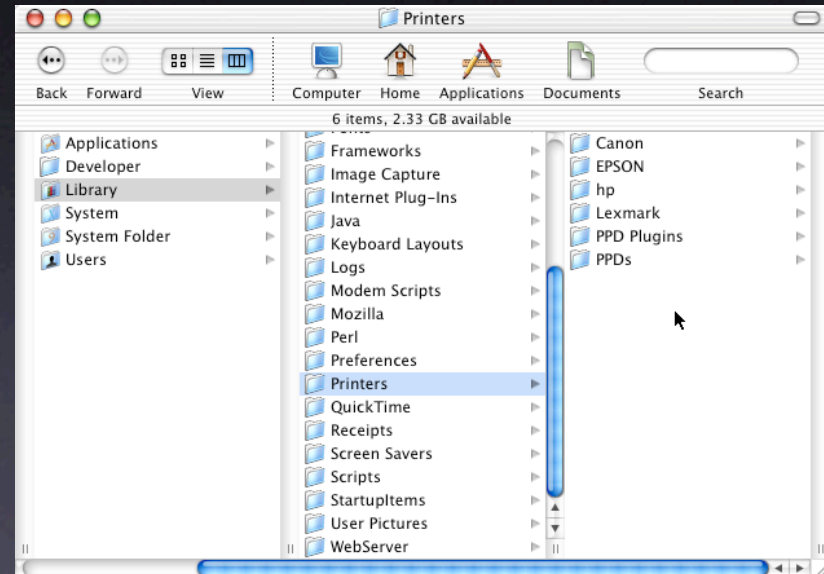 Printers
Back Forward View Computer Home Applications Documents Search
6 items, 2.33 GB available
Applications
Developer
Library
System
System Folder
Users
Frameworks
Image Capture
Internet Plug-Ins
Java
Keyboard Layouts
Logs
Modem Scripts
Mozilla
Perl
Preferences
Printers
QuickTime
Receipts
Screen Savers
Scripts
StartupItems
User Pictures
WebServer
Canon
EPSON
hp
Lexmark
PPD Plugins
PPDs